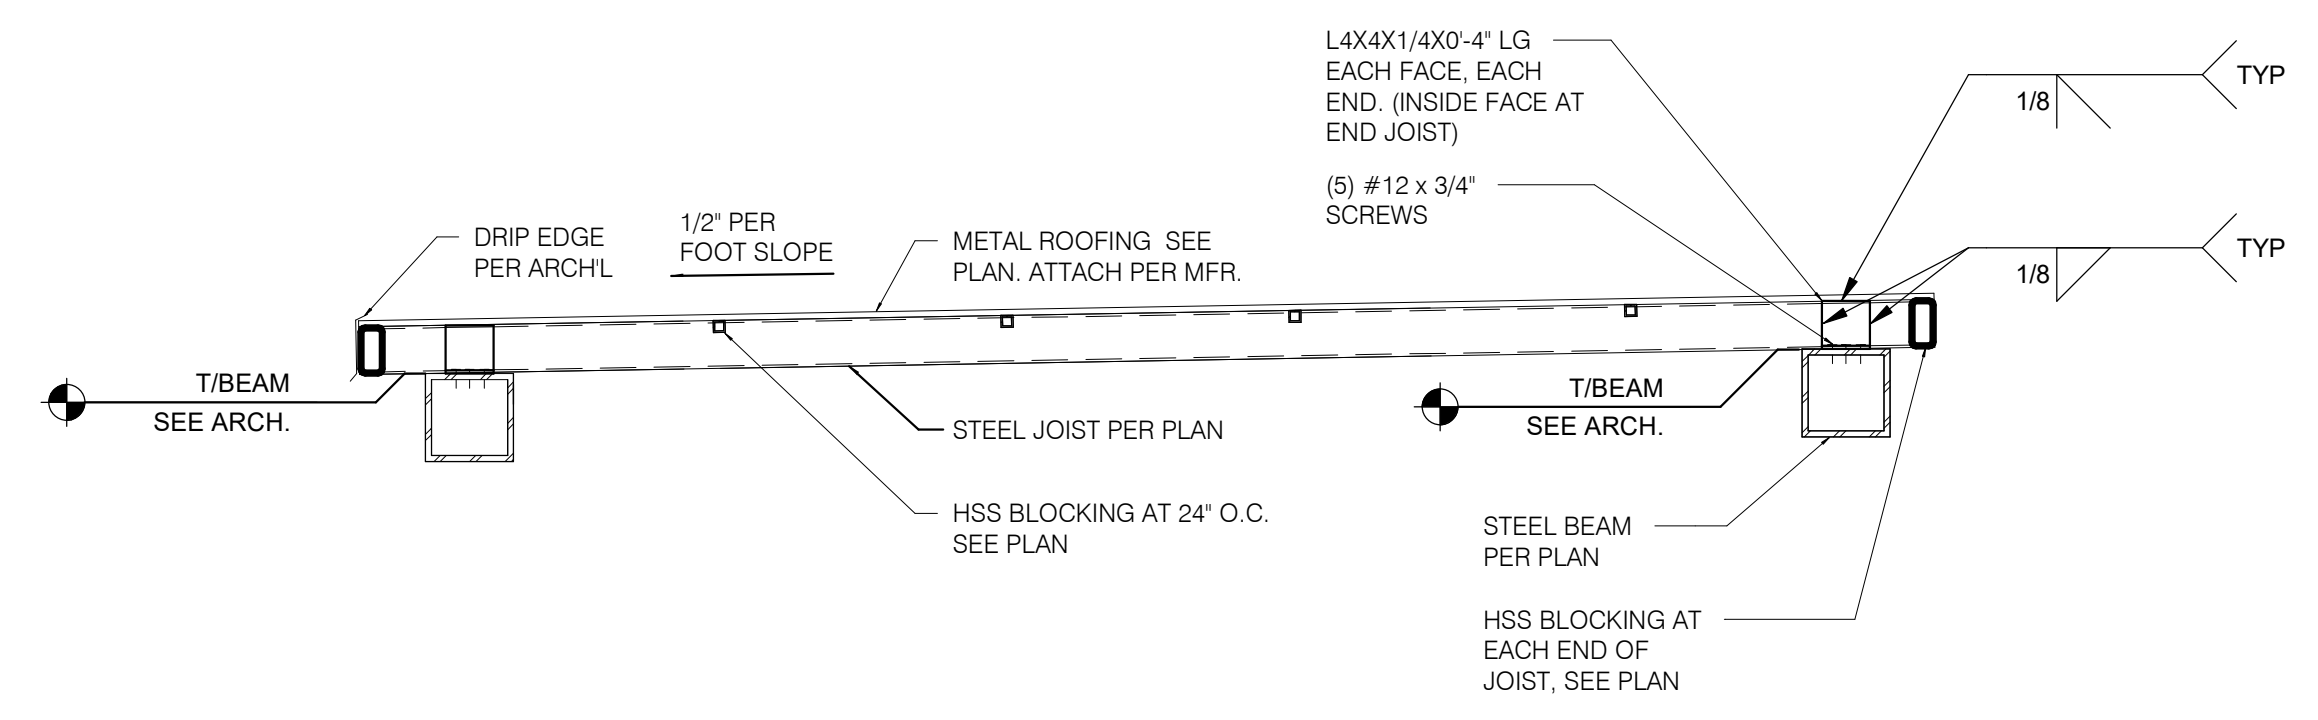 L4X4X1/4X0'-4" LG
EACH FACE, EACH
END. (INSIDE FACE AT
END JOIST)
TYP
1/8
(5) #12 x 3/4"
SCREWS
TYP
1/8
DRIP EDGE
PER ARCH'L
1/2" PER
FOOT SLOPE
METAL ROOFING SEE
PLAN. ATTACH PER MFR.
T/BEAM
SEE ARCH.
T/BEAM
SEE ARCH.
STEEL JOIST PER PLAN
HSS BLOCKING AT 24" O.C.
SEE PLAN
STEEL BEAM
PER PLAN
HSS BLOCKING AT
EACH END OF
JOIST, SEE PLAN